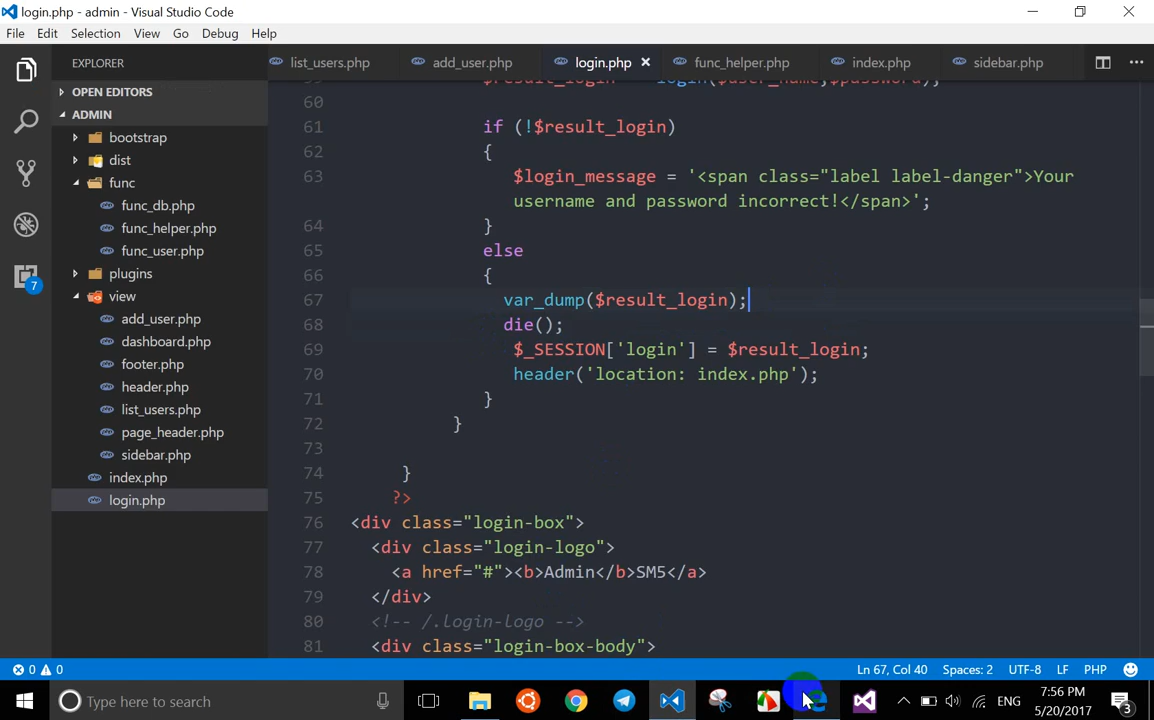 login.php - admin - Visual Studio Code
File Edit Selection View Go Debug Help
EXPLORER
list_users.php add_user.php login.php func_helper.php index.php sidebar.php
OPEN EDITORS
ADMIN
bootstrap
dist
func
func_db.php
func_helper.php
func_user.php
plugins
view
add_user.php
dashboard.php
footer.php
header.php
list_users.php
page_header.php
sidebar.php
index.php
login.php
7
60
61 if (!$result_login)
62 {
63 $login_message = '<span class="label label-danger">Your
username and password incorrect!</span>';
64 }
65 else
66 {
67 var_dump($result_login);
68 die();
69 $_SESSION['login'] = $result_login;
70 header('location: index.php');
71 }
72 }
73
74 }
75 ?>
76 <div class="login-box">
77 <div class="login-logo">
78 <a href="#"><b>Admin</b>SM5</a>
79 </div>
80 <!-- /.login-logo -->
81 <div class="login-box-body">
0 0 Ln 67, Col 40 Spaces: 2 UTF-8 LF PHP
Type here to search
ENG
7:56 PM
5/20/2017
3